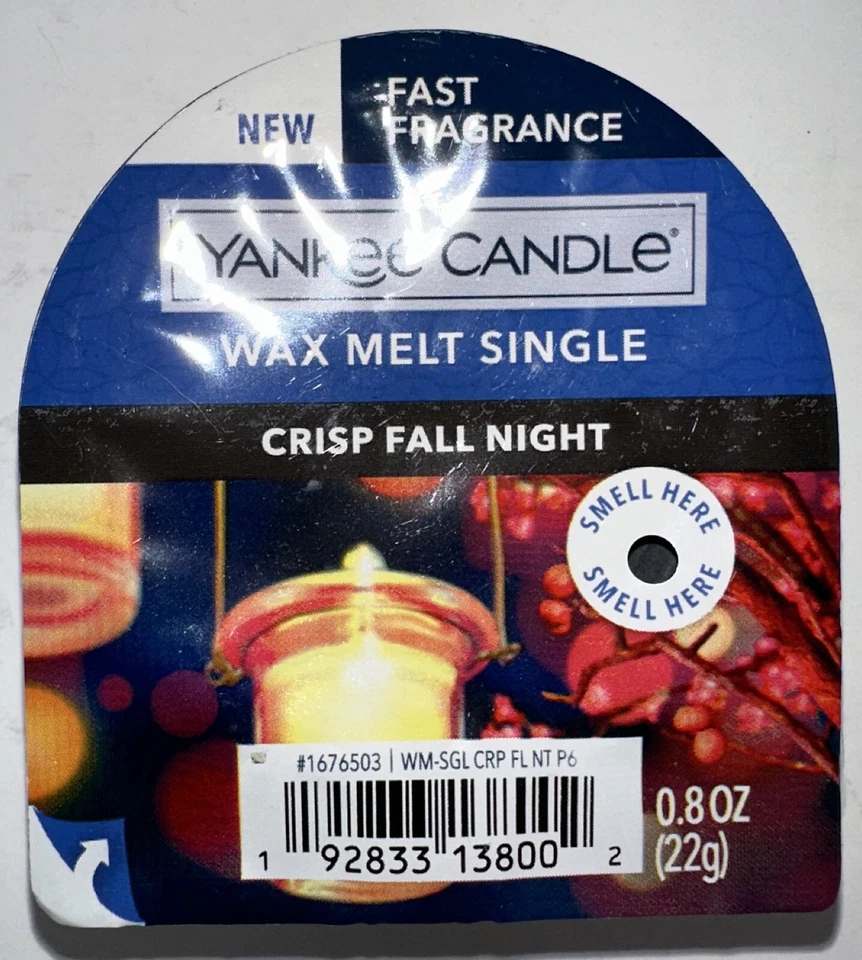 NEW
FAST
FRAGRANCE
YANKEE CANDLE®
WAX MELT SINGLE
CRISP FALL NIGHT
SMELL HERE
SMELL HERE
#1676503 | WM-SGL CRP FL NT P6
1 92833 13800 2
0.8 OZ
(22g)